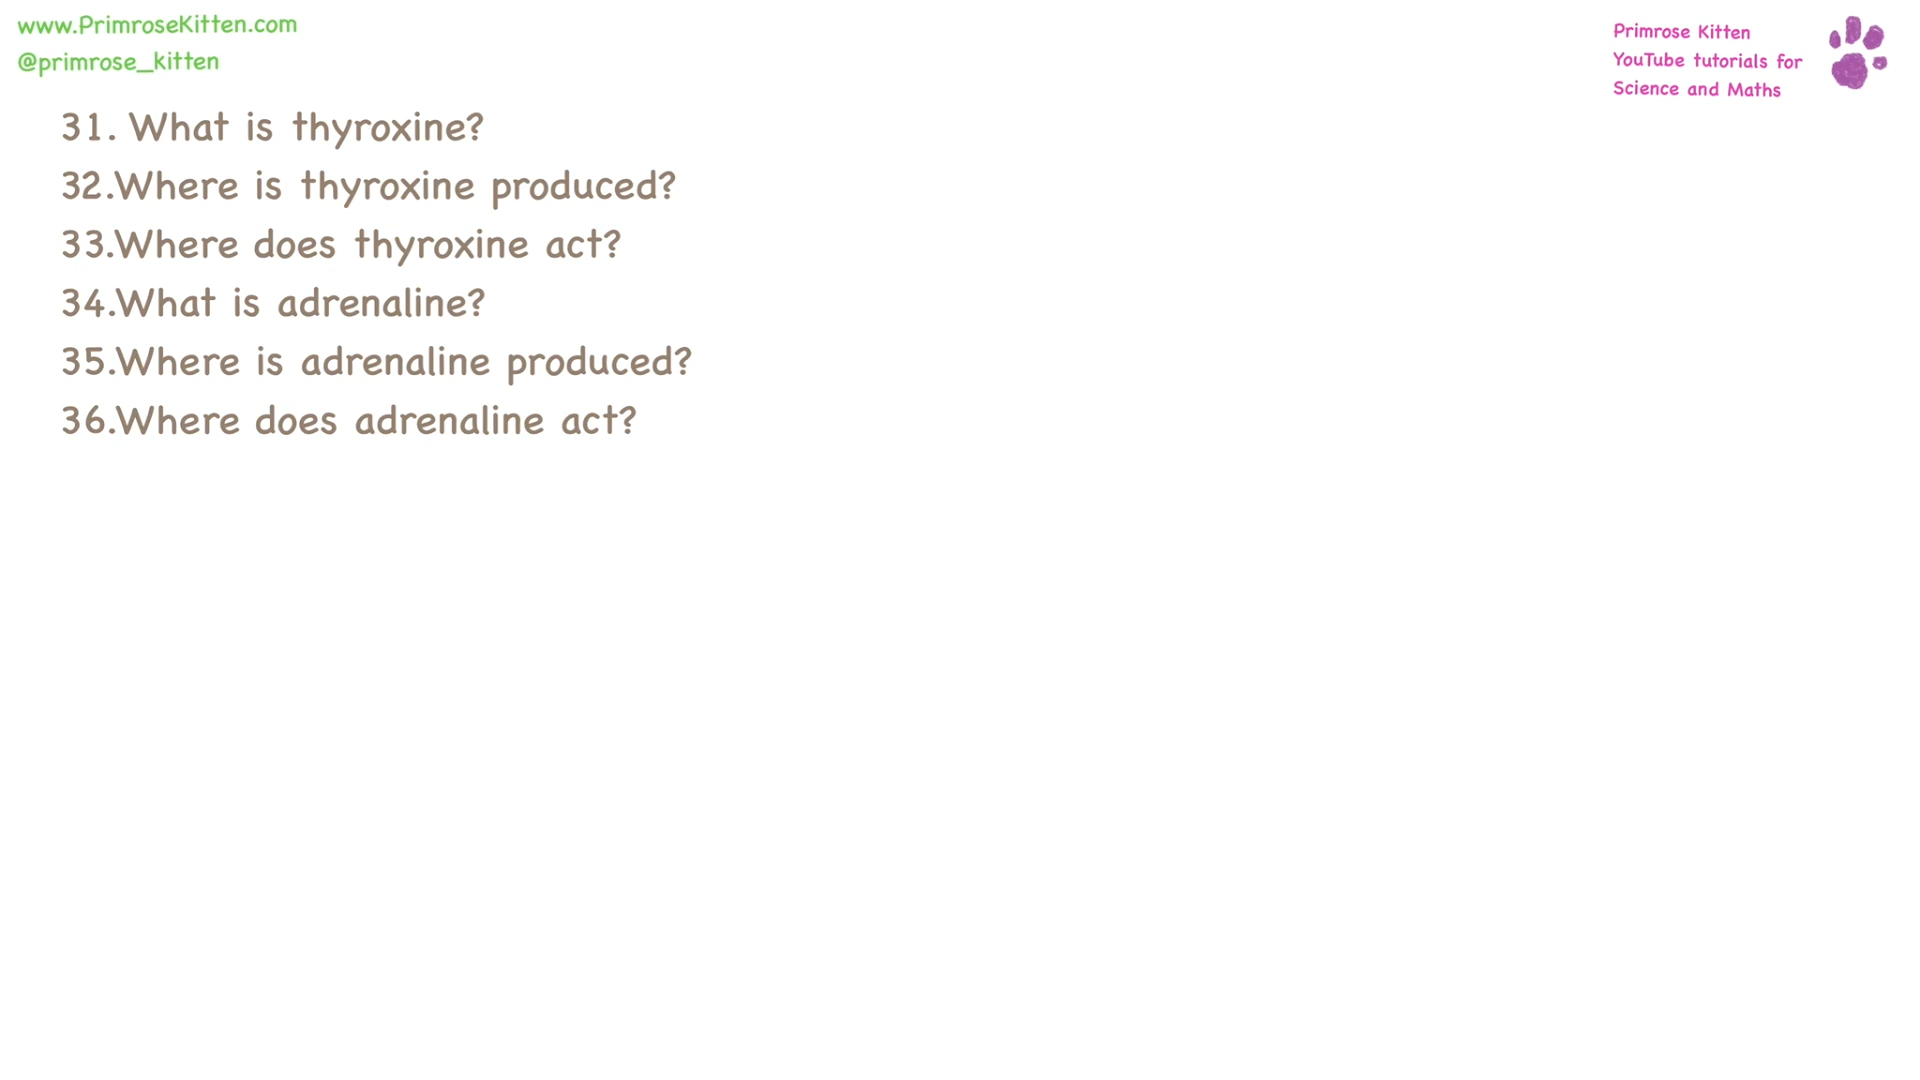 www.PrimroseKitten.com
@primrose_kitten
Primrose Kitten
YouTube tutorials for
Science and Maths
31. What is thyroxine?
32.Where is thyroxine produced?
33.Where does thyroxine act?
34.What is adrenaline?
35.Where is adrenaline produced?
36.Where does adrenaline act?